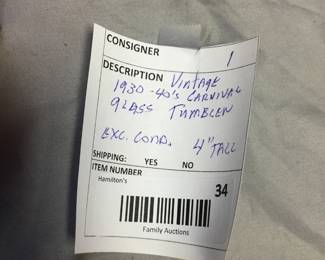 CONSIGNER 1
DESCRIPTION VINTAGE
1930-40's CARNIVAL
glass Tumbler
Exc. Cond. 4" TALL
SHIPPING: YES NO
ITEM NUMBER
Hamilton's 34
Family Auctions